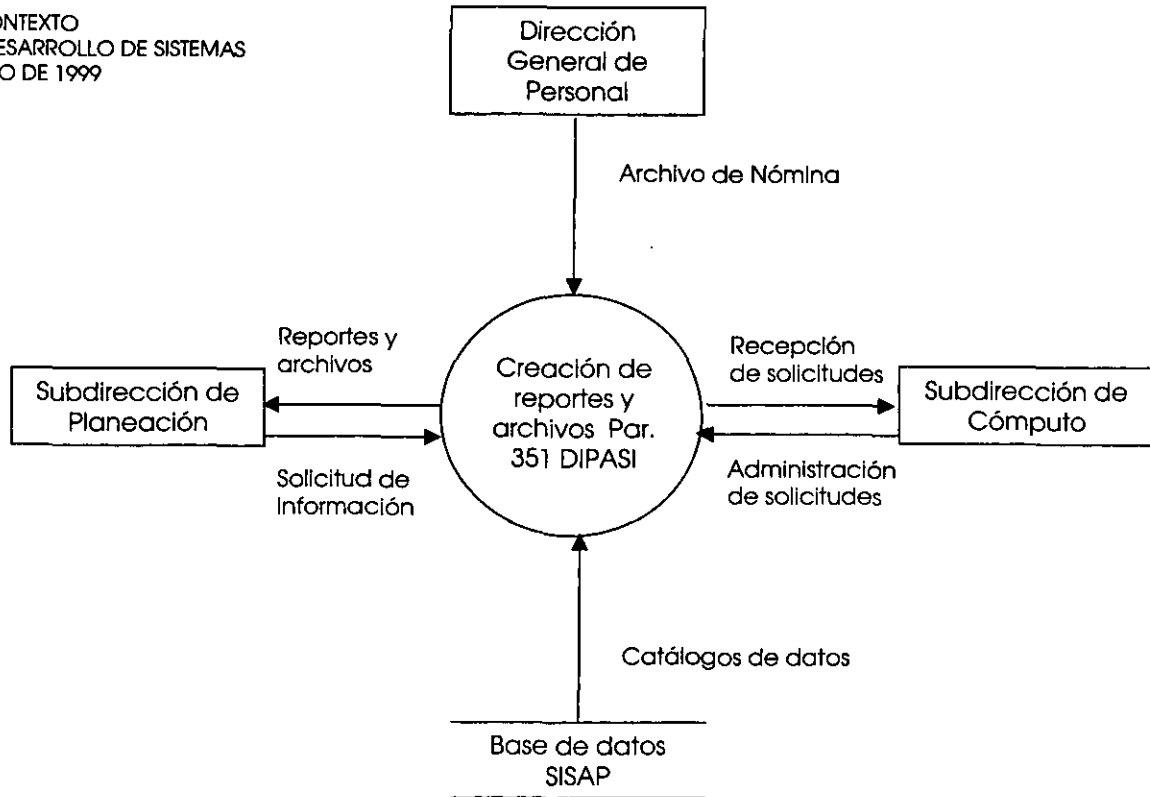 ONTEXTO
ESARROLLO DE SISTEMAS
O DE 1999
Dirección
General de
Personal
Archivo de Nómina
Reportes y
archivos
Subdirección de
Planeación
Solicitud de
Información
Creación de
reportes y
archivos Par.
351 DIPASI
Recepción
de solicitudes
Subdirección de
Cómputo
Administración
de solicitudes
Catálogos de datos
Base de datos
SISAP